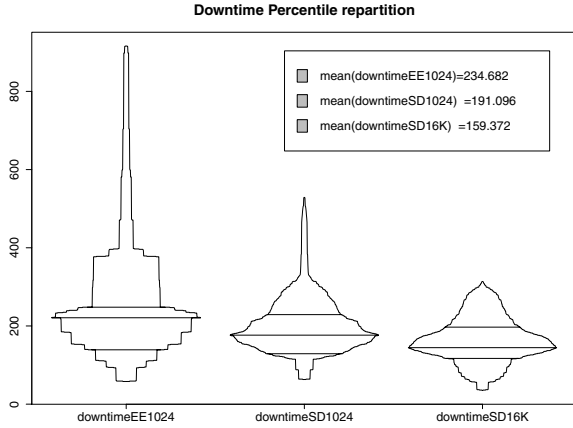 Downtime Percentile repartition
mean(downtimeEE1024)=234.682
mean(downtimeSD1024) =191.096
mean(downtimeSD16K) =159.372
800
600
400
200
0
downtimeEE1024 downtimeSD1024 downtimeSD16K